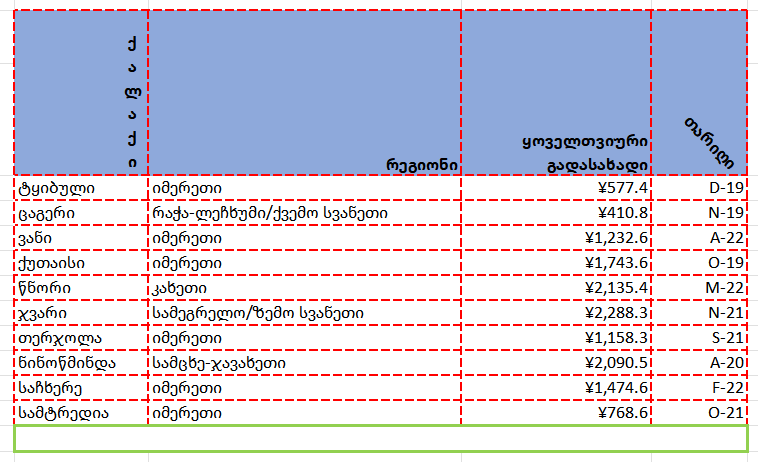 ქალაქი რეგიონი ყოველთვიური გადასახადი თარიღი
ტყიბული იმერეთი ¥577.4 D-19
ცაგერი რაჭა-ლეჩხუმი/ქვემო სვანეთი ¥410.8 N-19
ვანი იმერეთი ¥1,232.6 A-22
ქუთაისი იმერეთი ¥1,743.6 O-19
წნორი კახეთი ¥2,135.4 M-22
ჯვარი სამეგრელო/ზემო სვანეთი ¥2,288.3 N-21
თერჯოლა იმერეთი ¥1,158.3 S-21
ნინოწმინდა სამცხე-ჯავახეთი ¥2,090.5 A-20
საჩხერე იმერეთი ¥1,474.6 F-22
სამტრედია იმერეთი ¥768.6 O-21